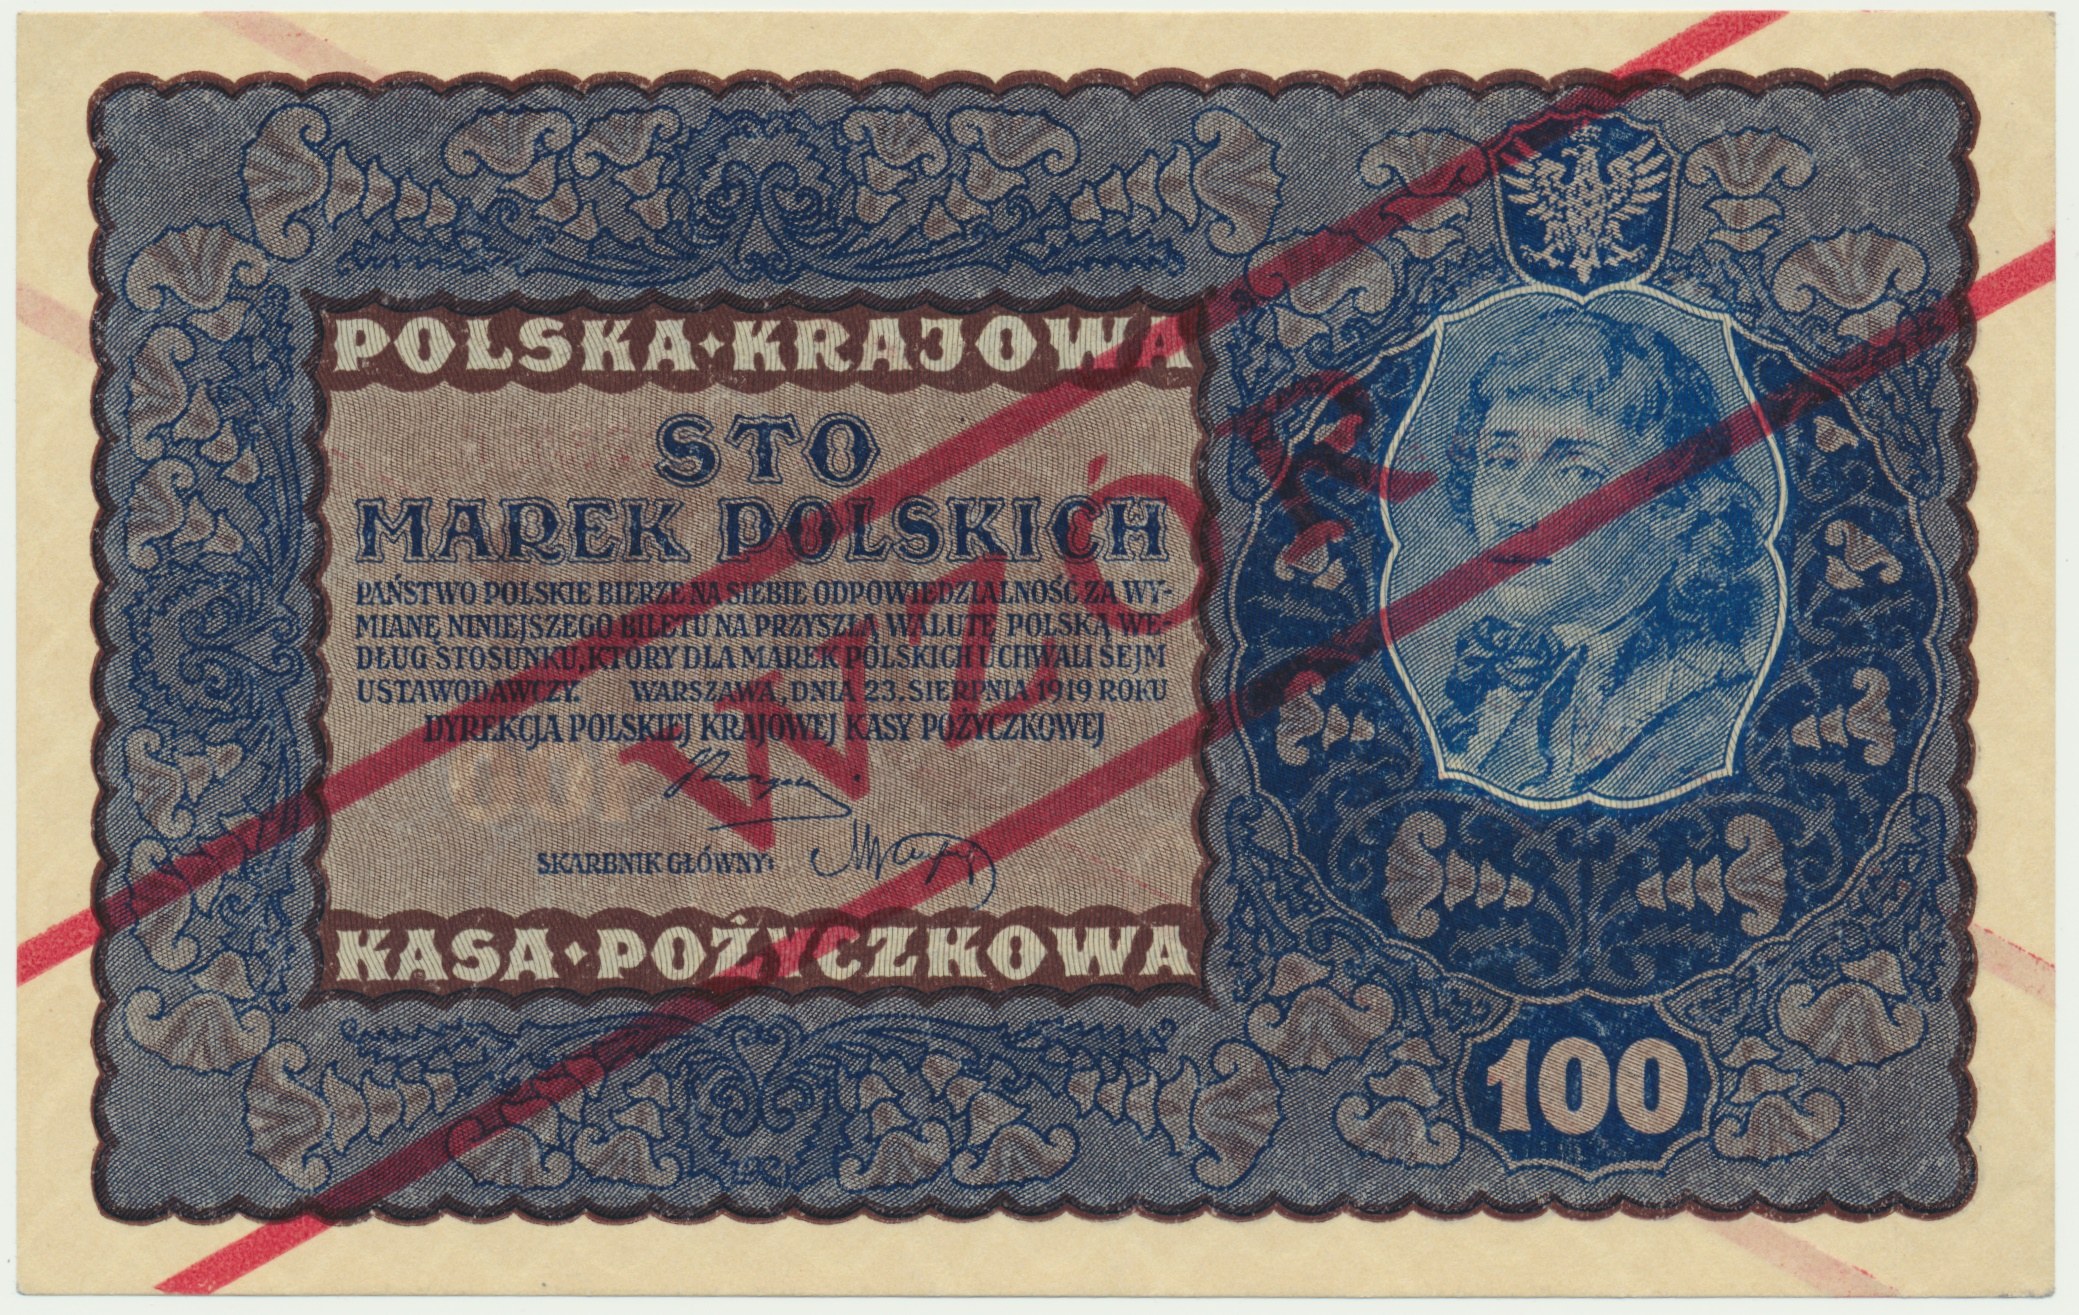 POLSKA KRAJOWA
STO
MAREK POLSKICH
PAŃSTWO POLSKIE BIERZE NA SIEBIE ODPOWIEDZIALNOŚĆ ZA WY-
MIANĘ NINIEJSZEGO BILETU NA PRZYSZŁĄ WALUTĘ POLSKĄ WE-
DŁUG STOSUNKU, KTÓRY DLA MAREK POLSKICH UCHWALI SEJM
USTAWODAWCZY. WARSZAWA, DNIA 23. SIERPNIA 1919 ROKU
DYREKCJA POLSKIEJ KRAJOWEJ KASY POŻYCZKOWEJ
SKARBNIK GŁÓWNY:
KASA POŻYCZKOWA
100
WZÓR